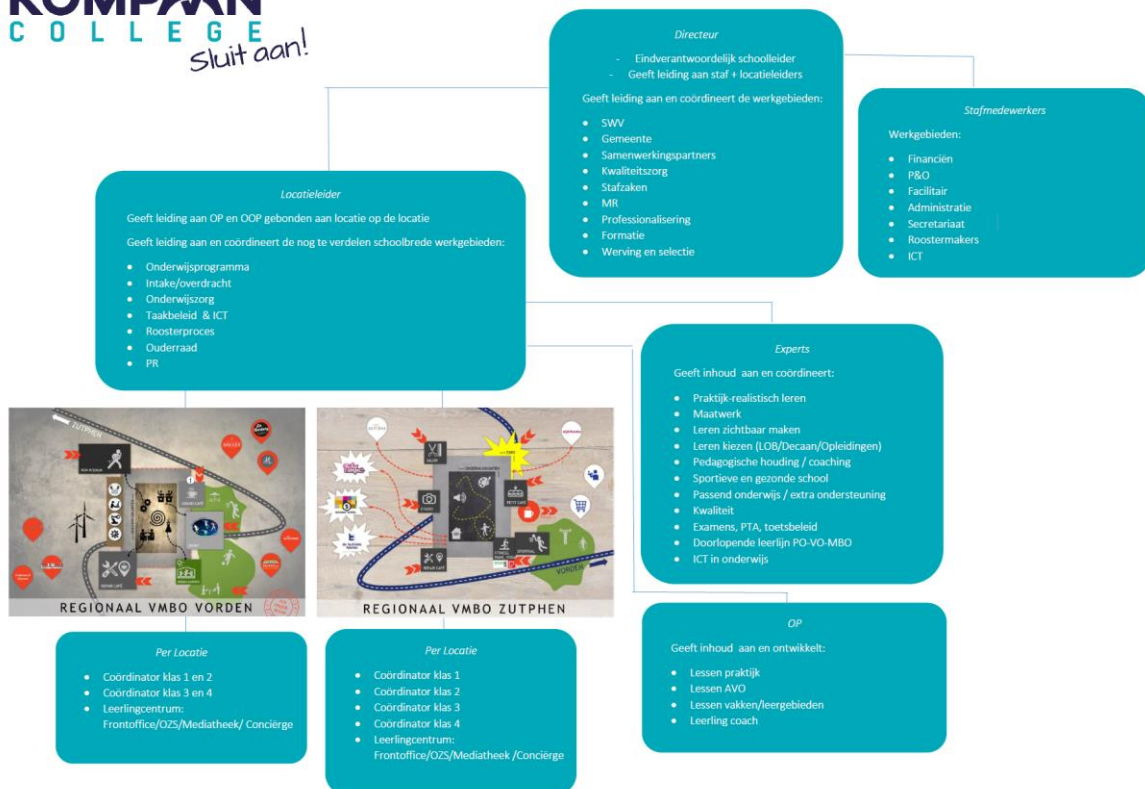 KOMPAAN
COLLEGE
Sluit aan!
Directeur
- Eindverantwoordelijk schoolleider
- Geeft leiding aan staf + locatieleiders
Geeft leiding aan en coördineert de werkgebieden:
• SWV
• Gemeente
• Samenwerkingspartners
• Kwaliteitszorg
• Stafzaken
• MR
• Professionalisering
• Formatie
• Werving en selectie
Stafmedewerkers
Werkgebieden:
• Financiën
• P&O
• Facilitair
• Administratie
• Secretariaat
• Roostermakers
• ICT
Locatieleider
Geeft leiding aan OP en OOP gebonden aan locatie op de locatie
Geeft leiding aan en coördineert de nog te verdelen schoolbrede werkgebieden:
• Onderwijsprogramma
• Intake/overdracht
• Onderwijszorg
• Taakbeleid & ICT
• Roosterproces
• Ouderraad
• PR
Experts
Geeft inhoud aan en coördineert:
• Praktijk-realistisch leren
• Maatwerk
• Leren zichtbaar maken
• Leren kiezen (LOB/Decaan/Opleidingen)
• Pedagogische houding / coaching
• Sportieve en gezonde school
• Passend onderwijs / extra ondersteuning
• Kwaliteit
• Examens, PTA, toetsbeleid
• Doorlopende leerlijn PO-VO-MBO
• ICT in onderwijs
ZUTPHEN
REGIONAAL VMBO VORDEN
VORDEN
REGIONAAL VMBO ZUTPHEN
Per Locatie
• Coördinator klas 1 en 2
• Coördinator klas 3 en 4
• Leerlingcentrum:
Frontoffice/OZS/Mediatheek/ Conciërge
Per Locatie
• Coördinator klas 1
• Coördinator klas 2
• Coördinator klas 3
• Coördinator klas 4
• Leerlingcentrum:
Frontoffice/OZS/Mediatheek /Conciërge
OP
Geeft inhoud aan en ontwikkelt:
• Lessen praktijk
• Lessen AVO
• Lessen vakken/leergebieden
• Leerling coach